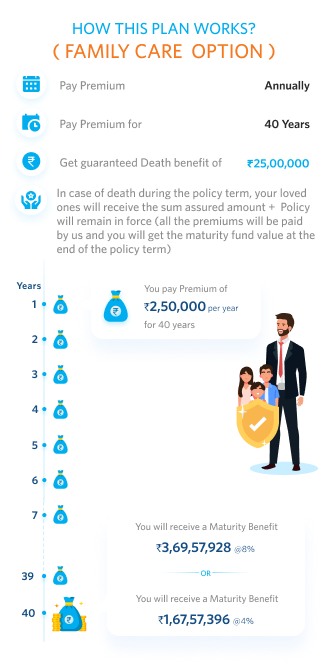 HOW THIS PLAN WORKS?
( FAMILY CARE OPTION )
Pay Premium Annually
Pay Premium for 40 Years
Get guaranteed Death benefit of ₹25,00,000
In case of death during the policy term, your loved
ones will receive the sum assured amount + Policy
will remain in force (all the premiums will be paid
by us and you will get the maturity fund value at the
end of the policy term)
Years
You pay Premium of
1
₹2,50,000 per year
for 40 years
2
3
4
5
6
7
You will receive a Maturity Benefit
₹3,69,57,928 @8%
OR
39
You will receive a Maturity Benefit
40
₹1,67,57,396 @4%